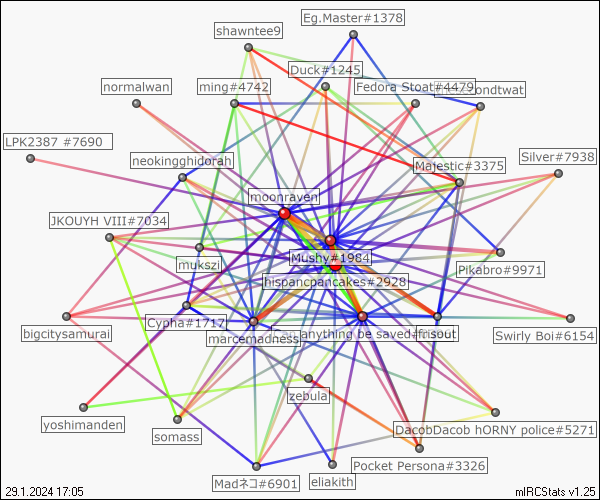 Eg.Master#1378
shawntee9
Duck#1245
normalwan
ming#4742
Fedora Stoat#4479
ondtwat
LPK2387 #7690
neokingghidorah
Majestic#3375
Silver#7938
moonraven
JKOUYH VIII#7034
Mushy#1984
mukszi
Pikabro#9971
hispancpancakes#2928
Cypha#1717
bigcitysamurai
marcemadness
anything be saved
frisout
Swirly Boi#6154
zebula
yoshimanden
somass
DacobDacob hORNY police#5271
Pocket Persona#3326
Madネコ#6901
eliakith
29.1.2024 17:05
mIRCStats v1.25